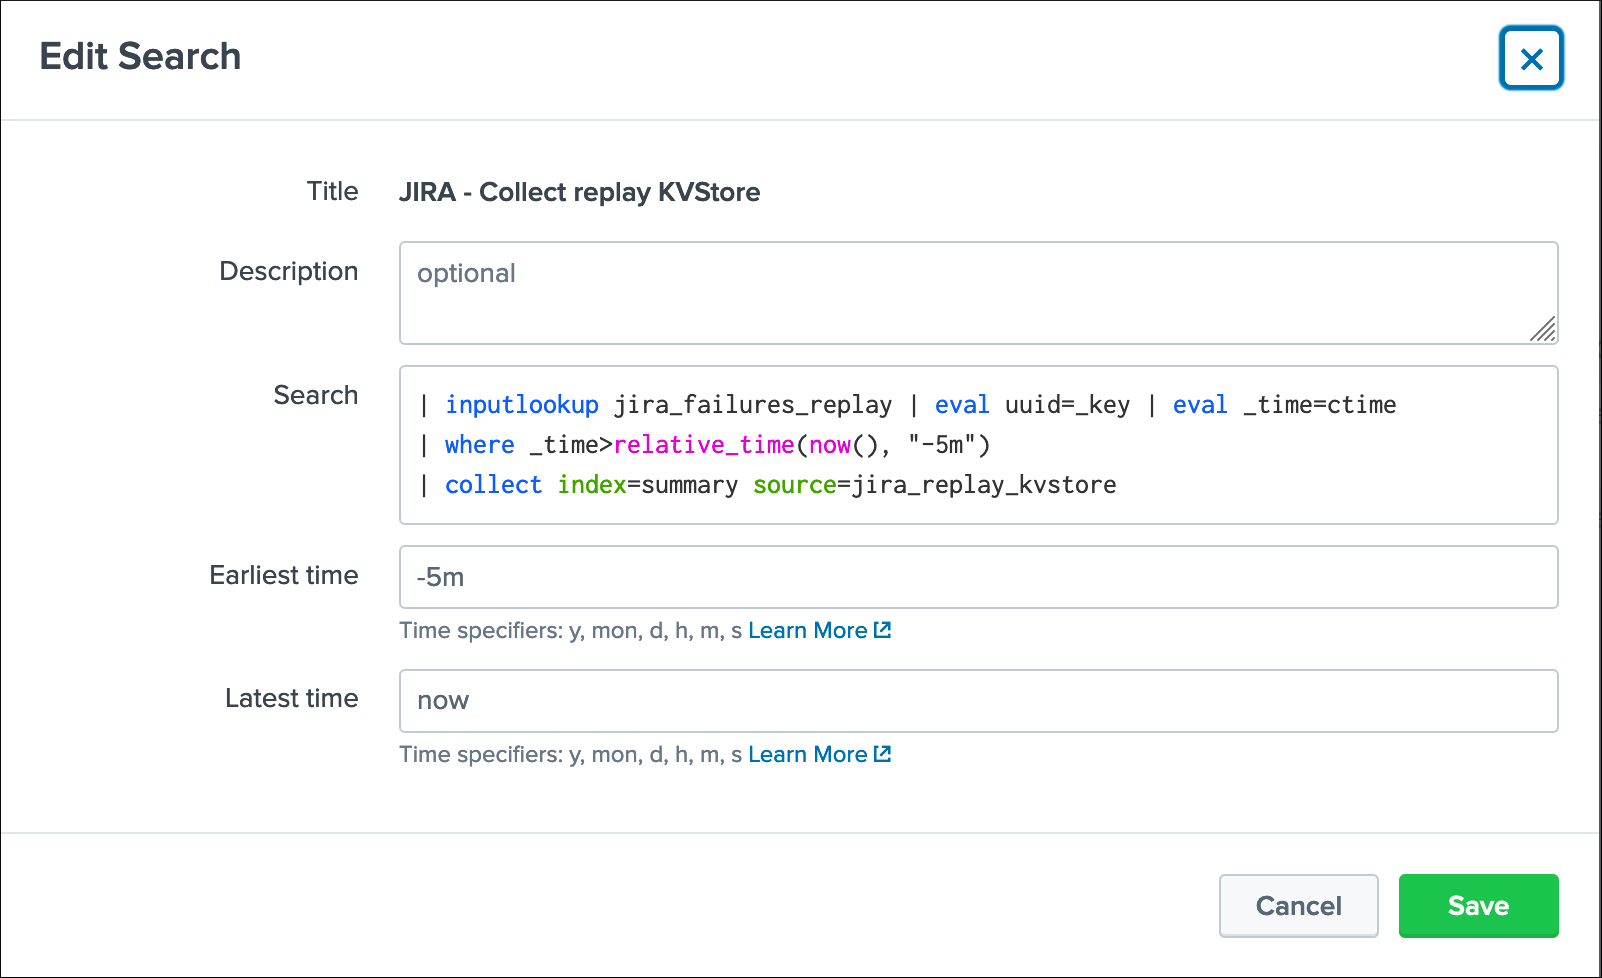 Edit Search
Title JIRA - Collect replay KVStore
Description optional
Search | inputlookup jira_failures_replay | eval uuid=_key | eval _time=ctime
| where _time>relative_time(now(), "-5m")
| collect index=summary source=jira_replay_kvstore
Earliest time -5m
Time specifiers: y, mon, d, h, m, s Learn More
Latest time now
Time specifiers: y, mon, d, h, m, s Learn More
Cancel Save